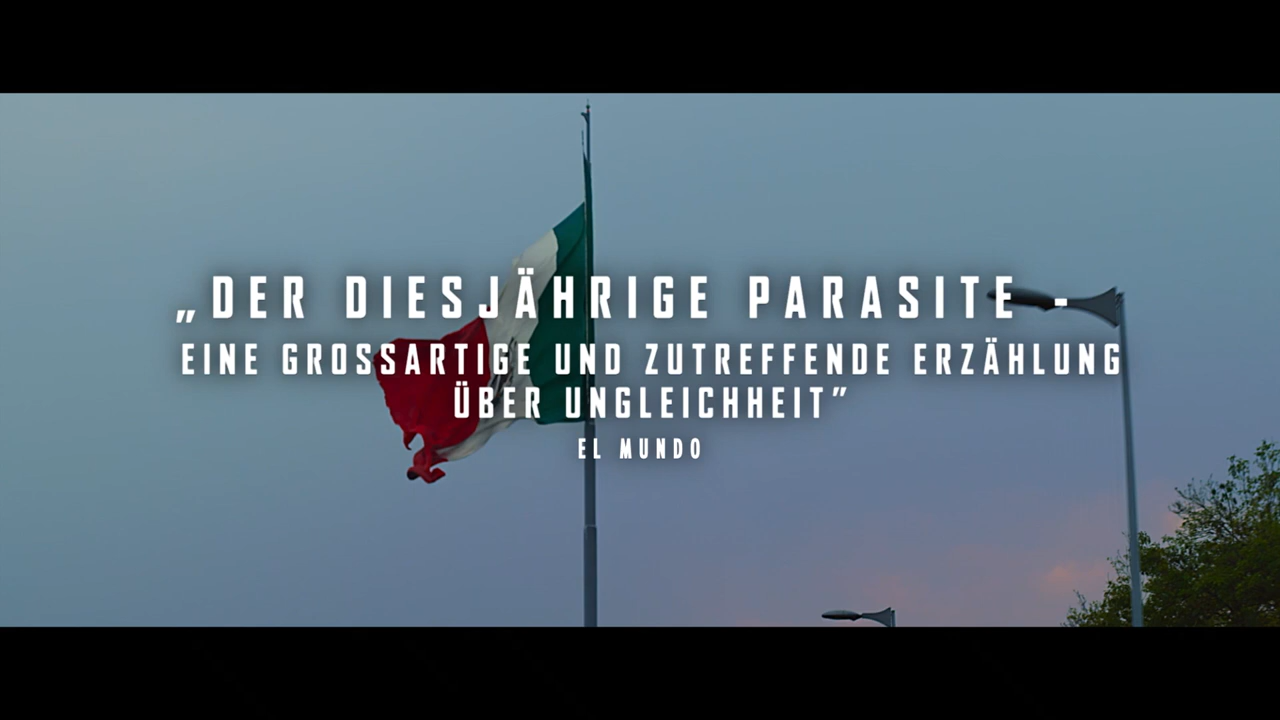 „DER DIESJÄHRIGE PARASITE -
EINE GROSSARTIGE UND ZUTREFFENDE ERZÄHLUNG
ÜBER UNGLEICHHEIT”
EL MUNDO